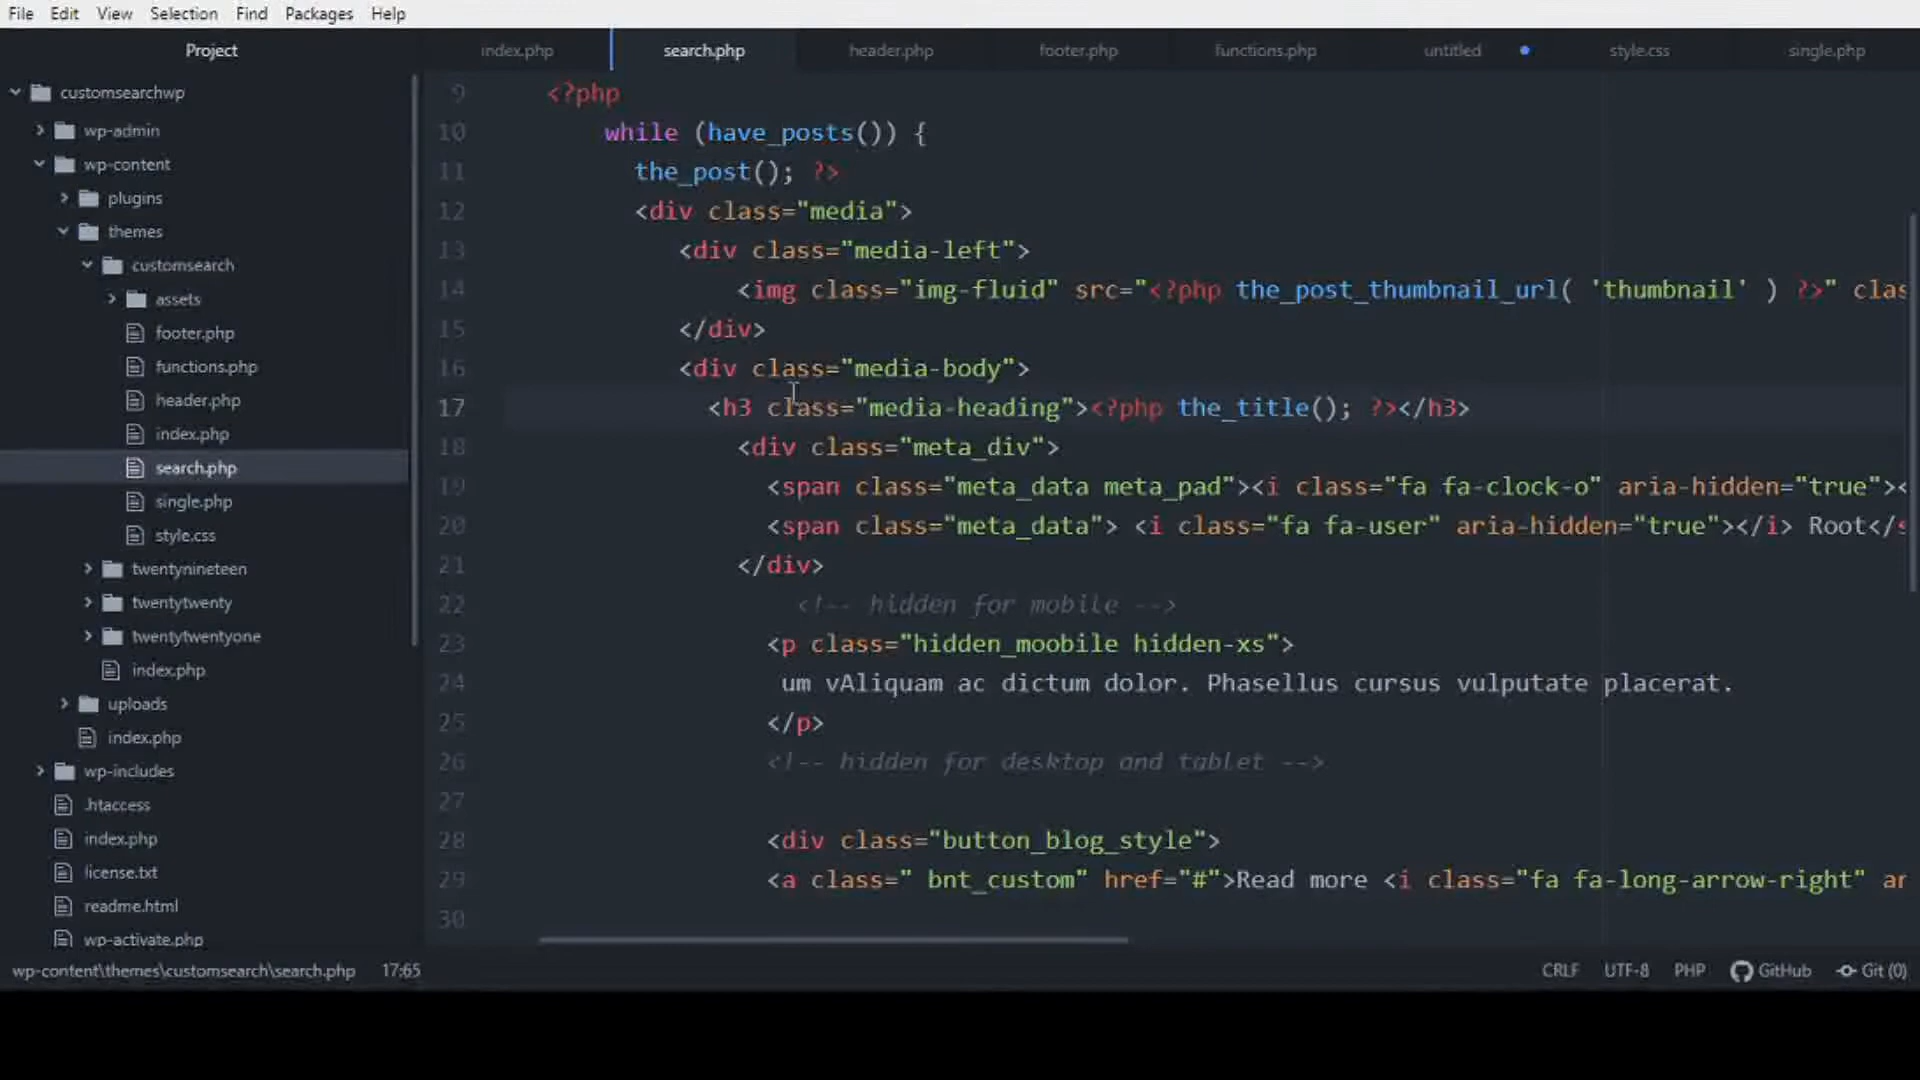 File Edit View Selection Find Packages Help
Project
index.php search.php header.php footer.php functions.php untitled style.css single.php
customsearchwp
wp-admin
wp-content
plugins
themes
customsearch
assets
footer.php
functions.php
header.php
index.php
search.php
single.php
style.css
twentynineteen
twentytwenty
twentytwentyone
index.php
uploads
index.php
wp-includes
.htaccess
index.php
license.txt
readme.html
wp-activate.php
9 <?php
10 while (have_posts()) {
11 the_post(); ?>
12 <div class="media">
13 <div class="media-left">
14 <img class="img-fluid" src="<?php the_post_thumbnail_url( 'thumbnail' ) ?>" clas
15 </div>
16 <div class="media-body">
17 <h3 class="media-heading"><?php the_title(); ?></h3>
18 <div class="meta_div">
19 <span class="meta_data meta_pad"><i class="fa fa-clock-o" aria-hidden="true"><
20 <span class="meta_data"> <i class="fa fa-user" aria-hidden="true"></i> Root</s
21 </div>
22 <!-- hidden for mobile -->
23 <p class="hidden_moobile hidden-xs">
24 um vAliquam ac dictum dolor. Phasellus cursus vulputate placerat.
25 </p>
26 <!-- hidden for desktop and tablet -->
27
28 <div class="button_blog_style">
29 <a class=" bnt_custom" href="#">Read more <i class="fa fa-long-arrow-right" ar
30
wp-content\themes\customsearch\search.php 17:65 CRLF UTF-8 PHP GitHub Git (0)